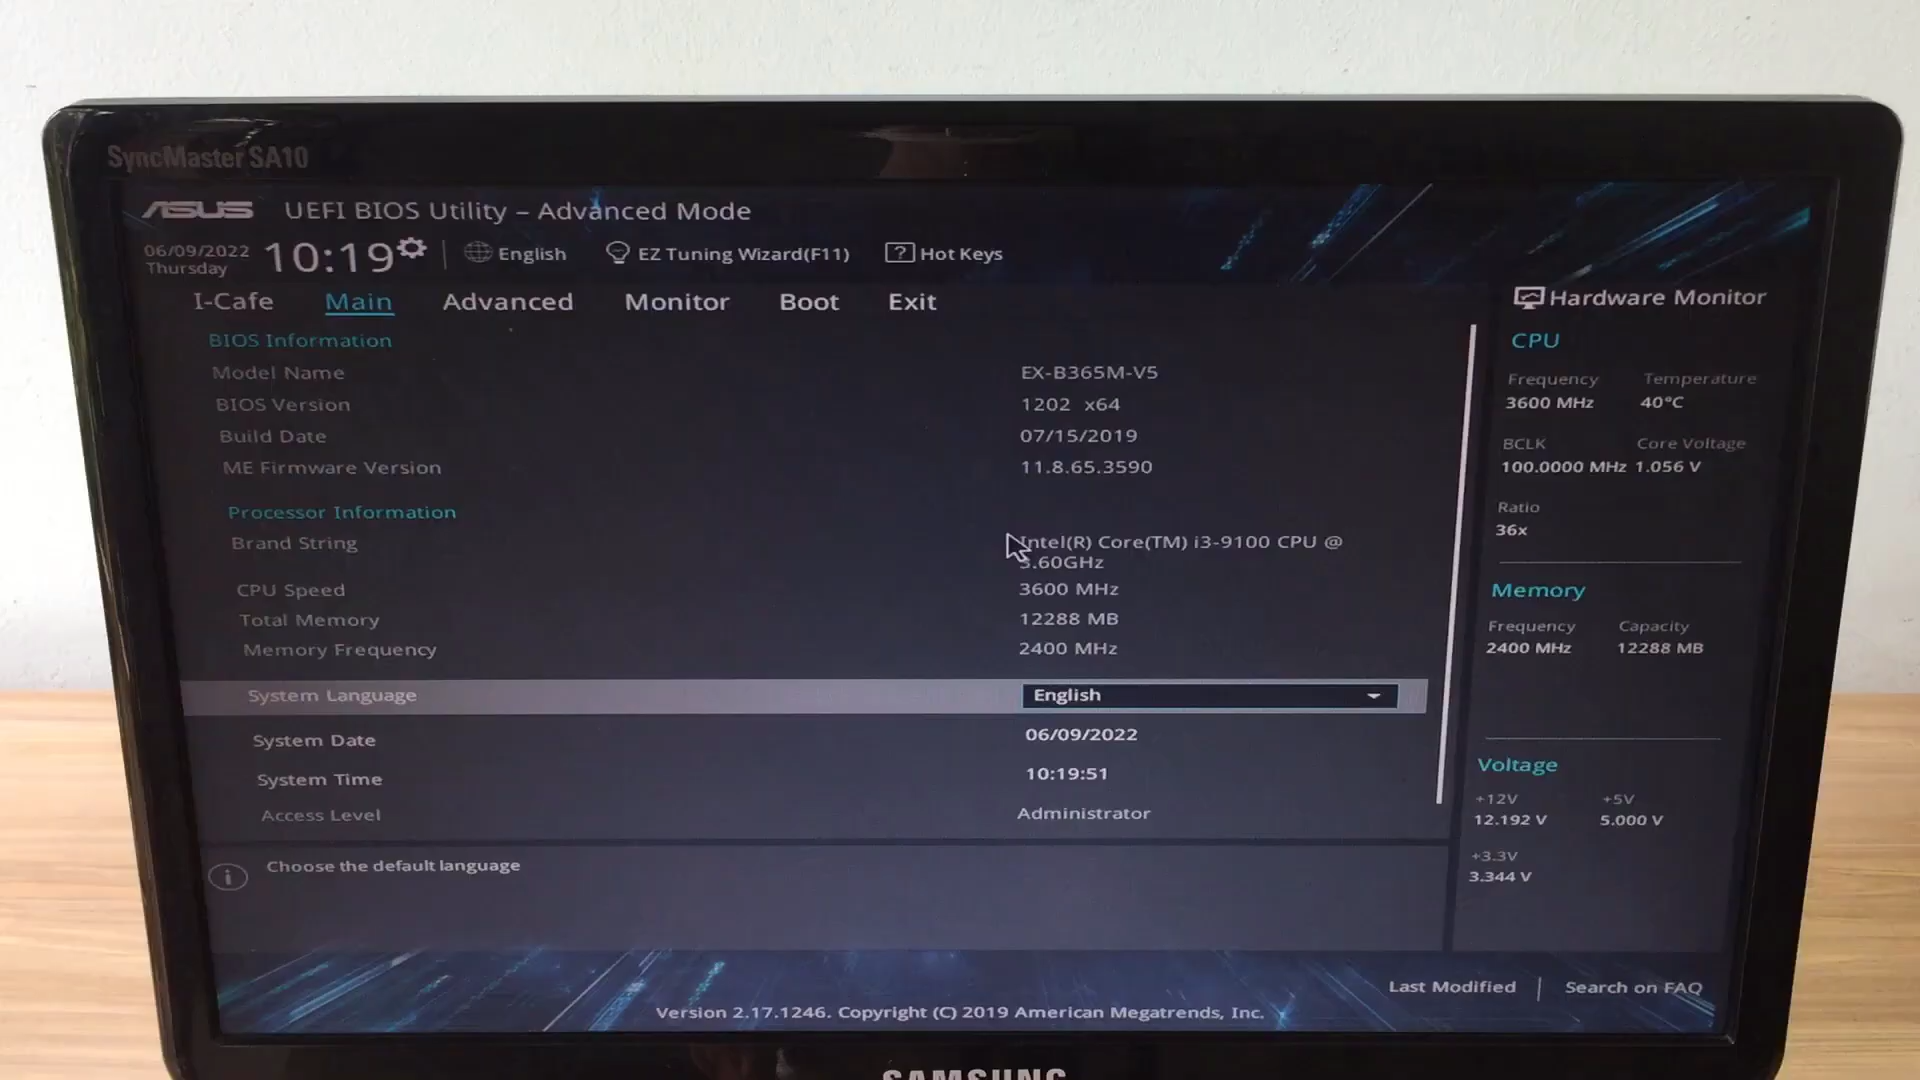 SyncMaster SA10
ASUS UEFI BIOS Utility – Advanced Mode
06/09/2022
Thursday
10:19
English
EZ Tuning Wizard(F11)
? Hot Keys
I-Cafe Main Advanced Monitor Boot Exit
BIOS Information
Model Name EX-B365M-V5
BIOS Version 1202 x64
Build Date 07/15/2019
ME Firmware Version 11.8.65.3590
Processor Information
Brand String Intel(R) Core(TM) i3-9100 CPU @
3.60GHz
CPU Speed 3600 MHz
Total Memory 12288 MB
Memory Frequency 2400 MHz
System Language English
System Date 06/09/2022
System Time 10:19:51
Access Level Administrator
i Choose the default language
Hardware Monitor
CPU
Frequency Temperature
3600 MHz 40°C
BCLK Core Voltage
100.0000 MHz 1.056 V
Ratio
36x
Memory
Frequency Capacity
2400 MHz 12288 MB
Voltage
+12V +5V
12.192 V 5.000 V
+3.3V
3.344 V
Last Modified
Search on FAQ
Version 2.17.1246. Copyright (C) 2019 American Megatrends, Inc.
SAMSUNG